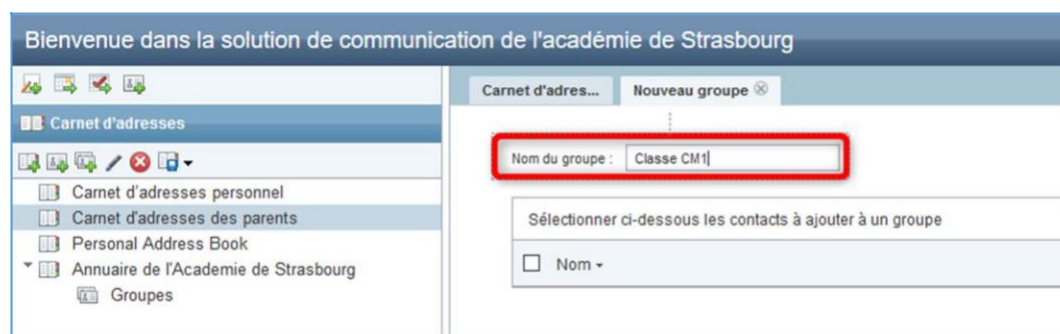 Bienvenue dans la solution de communication de l'académie de Strasbourg
Carnet d'adresses
Carnet d'adresses personnel
Carnet d'adresses des parents
Personal Address Book
Annuaire de l'Academie de Strasbourg
Groupes
Carnet d'adres...
Nouveau groupe
Nom du groupe :
Classe CM1
Sélectionner ci-dessous les contacts à ajouter à un groupe
Nom